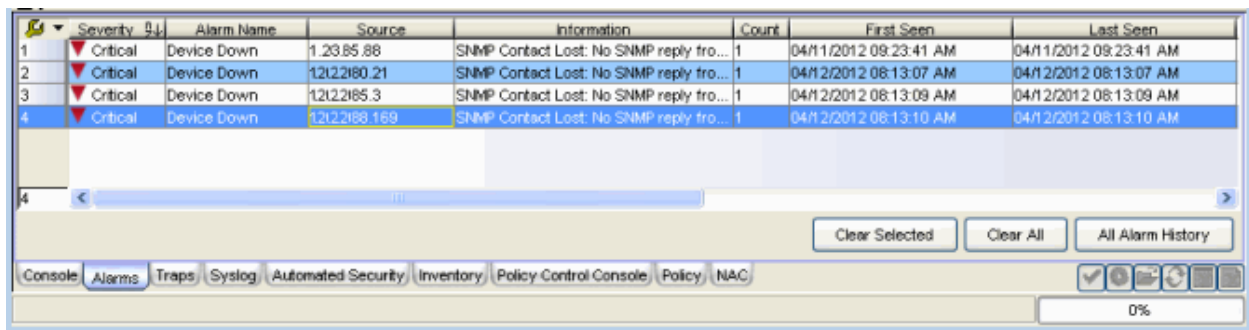 Severity Alarm Name Source Information Count First Seen Last Seen
1 Critical Device Down 1.23.85.88 SNMP Contact Lost: No SNMP reply fro... 1 04/11/2012 09:23:41 AM 04/11/2012 09:23:41 AM
2 Critical Device Down SNMP Contact Lost: No SNMP reply fro... 1 04/12/2012 08:13:07 AM 04/12/2012 08:13:07 AM
3 Critical Device Down SNMP Contact Lost: No SNMP reply fro... 1 04/12/2012 08:13:09 AM 04/12/2012 08:13:09 AM
4 Critical Device Down SNMP Contact Lost: No SNMP reply fro... 1 04/12/2012 08:13:10 AM 04/12/2012 08:13:10 AM
4
Clear Selected Clear All All Alarm History
Console Alarms Traps Syslog Automated Security Inventory Policy Control Console Policy NAC
0%